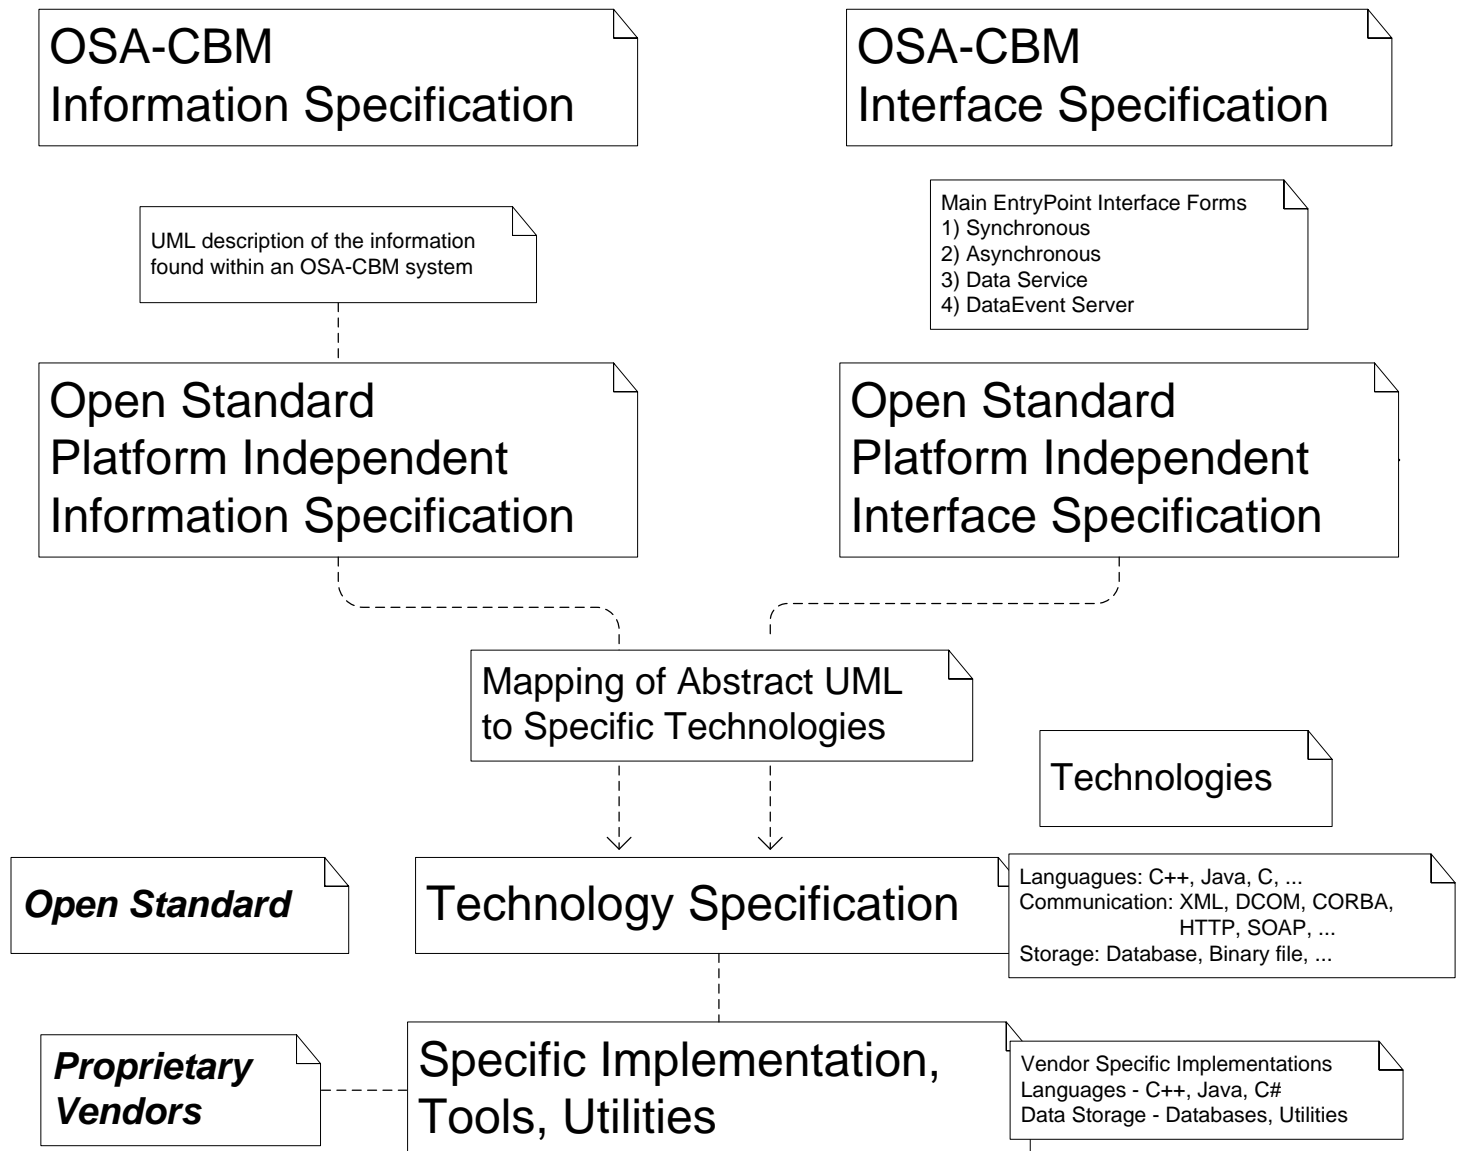 OSA-CBM
Information Specification
OSA-CBM
Interface Specification
UML description of the information
found within an OSA-CBM system
Main EntryPoint Interface Forms
1) Synchronous
2) Asynchronous
3) Data Service
4) DataEvent Server
Open Standard
Platform Independent
Information Specification
Open Standard
Platform Independent
Interface Specification
Mapping of Abstract UML
to Specific Technologies
Technologies
Open Standard
Technology Specification
Languagues: C++, Java, C, ...
Communication: XML, DCOM, CORBA,
HTTP, SOAP, ...
Storage: Database, Binary file, ...
Proprietary
Vendors
Specific Implementation,
Tools, Utilities
Vendor Specific Implementations
Languages - C++, Java, C#
Data Storage - Databases, Utilities